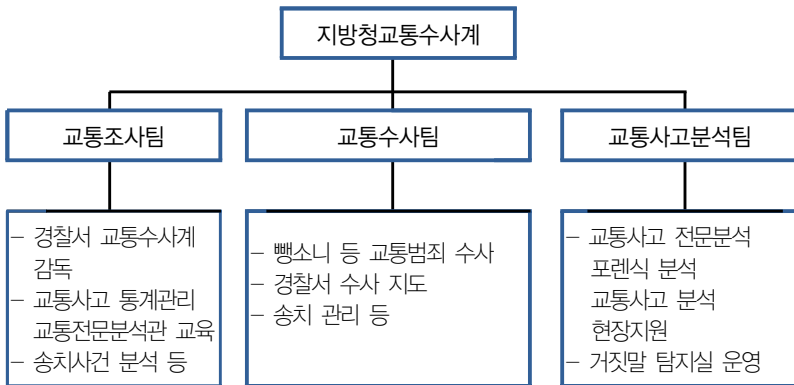 지방청교통수사계
교통조사팀
교통수사팀
교통사고분석팀
– 경찰서 교통수사계
감독
– 교통사고 통계관리
교통전문분석관 교육
– 송치사건 분석 등
– 뺑소니 등 교통범죄 수사
– 경찰서 수사 지도
– 송치 관리 등
– 교통사고 전문분석
포렌식 분석
교통사고 분석
현장지원
– 거짓말 탐지실 운영